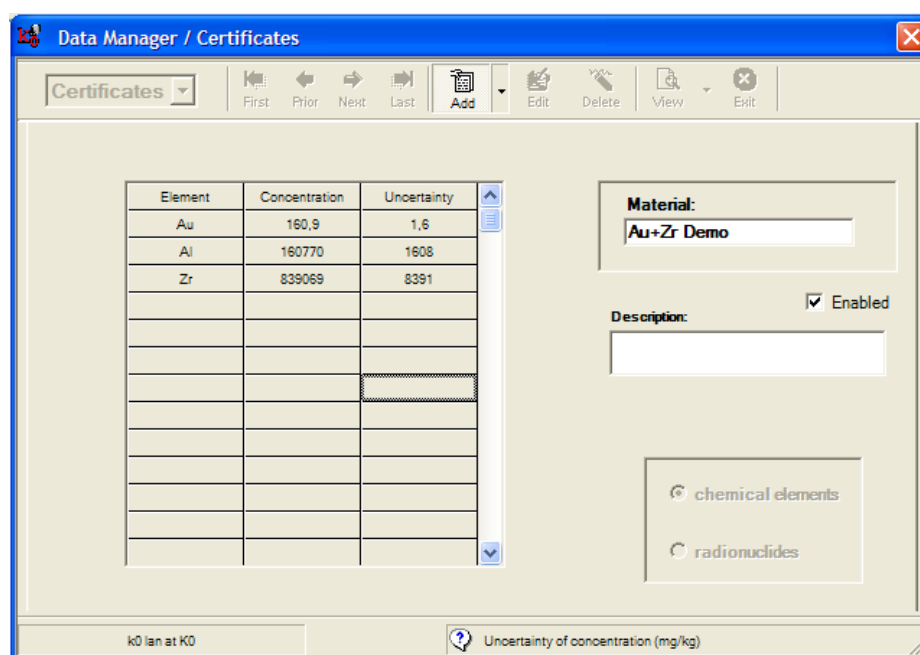 Data Manager / Certificates
Certificates First Prior Next Last Add Edit Delete View Exit
Element Concentration Uncertainty
Au 160,9 1,6
Al 160770 1608
Zr 839069 8391
Material:
Au+Zr Demo
Enabled
Description:
chemical elements
radionuclides
k0 Ian at K0 Uncertainty of concentration (mg/kg)